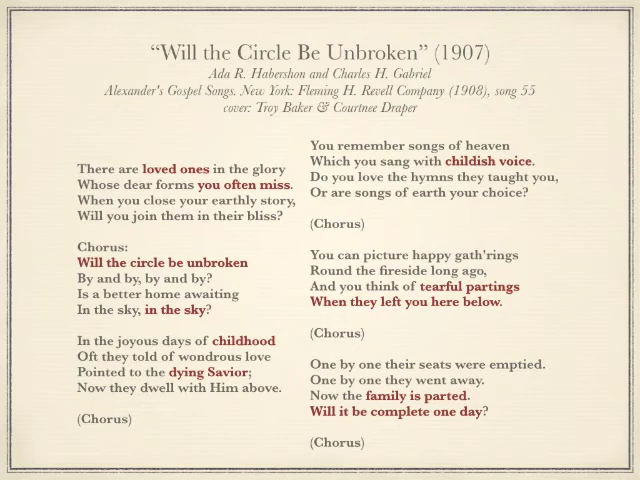 “Will the Circle Be Unbroken” (1907)
Ada R. Habershon and Charles H. Gabriel
Alexander's Gospel Songs. New York: Fleming H. Revell Company (1908), song 55
cover: Troy Baker & Courtnee Draper
There are loved ones in the glory
Whose dear forms you often miss.
When you close your earthly story,
Will you join them in their bliss?
Chorus:
Will the circle be unbroken
By and by, by and by?
Is a better home awaiting
In the sky, in the sky?
In the joyous days of childhood
Oft they told of wondrous love
Pointed to the dying Savior;
Now they dwell with Him above.
(Chorus)
You remember songs of heaven
Which you sang with childish voice.
Do you love the hymns they taught you,
Or are songs of earth your choice?
(Chorus)
You can picture happy gath'rings
Round the fireside long ago,
And you think of tearful partings
When they left you here below.
(Chorus)
One by one their seats were emptied.
One by one they went away.
Now the family is parted.
Will it be complete one day?
(Chorus)